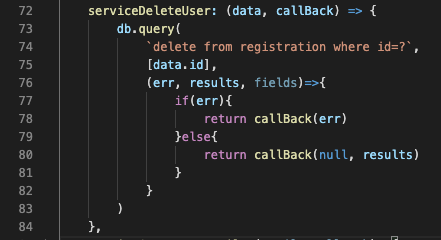 72 serviceDeleteUser: (data, callBack) => {
73 db.query(
74 `delete from registration where id=?`,
75 [data.id],
76 (err, results, fields)=>{
77 if(err){
78 return callBack(err)
79 }else{
80 return callBack(null, results)
81 }
82 }
83 )
84 },